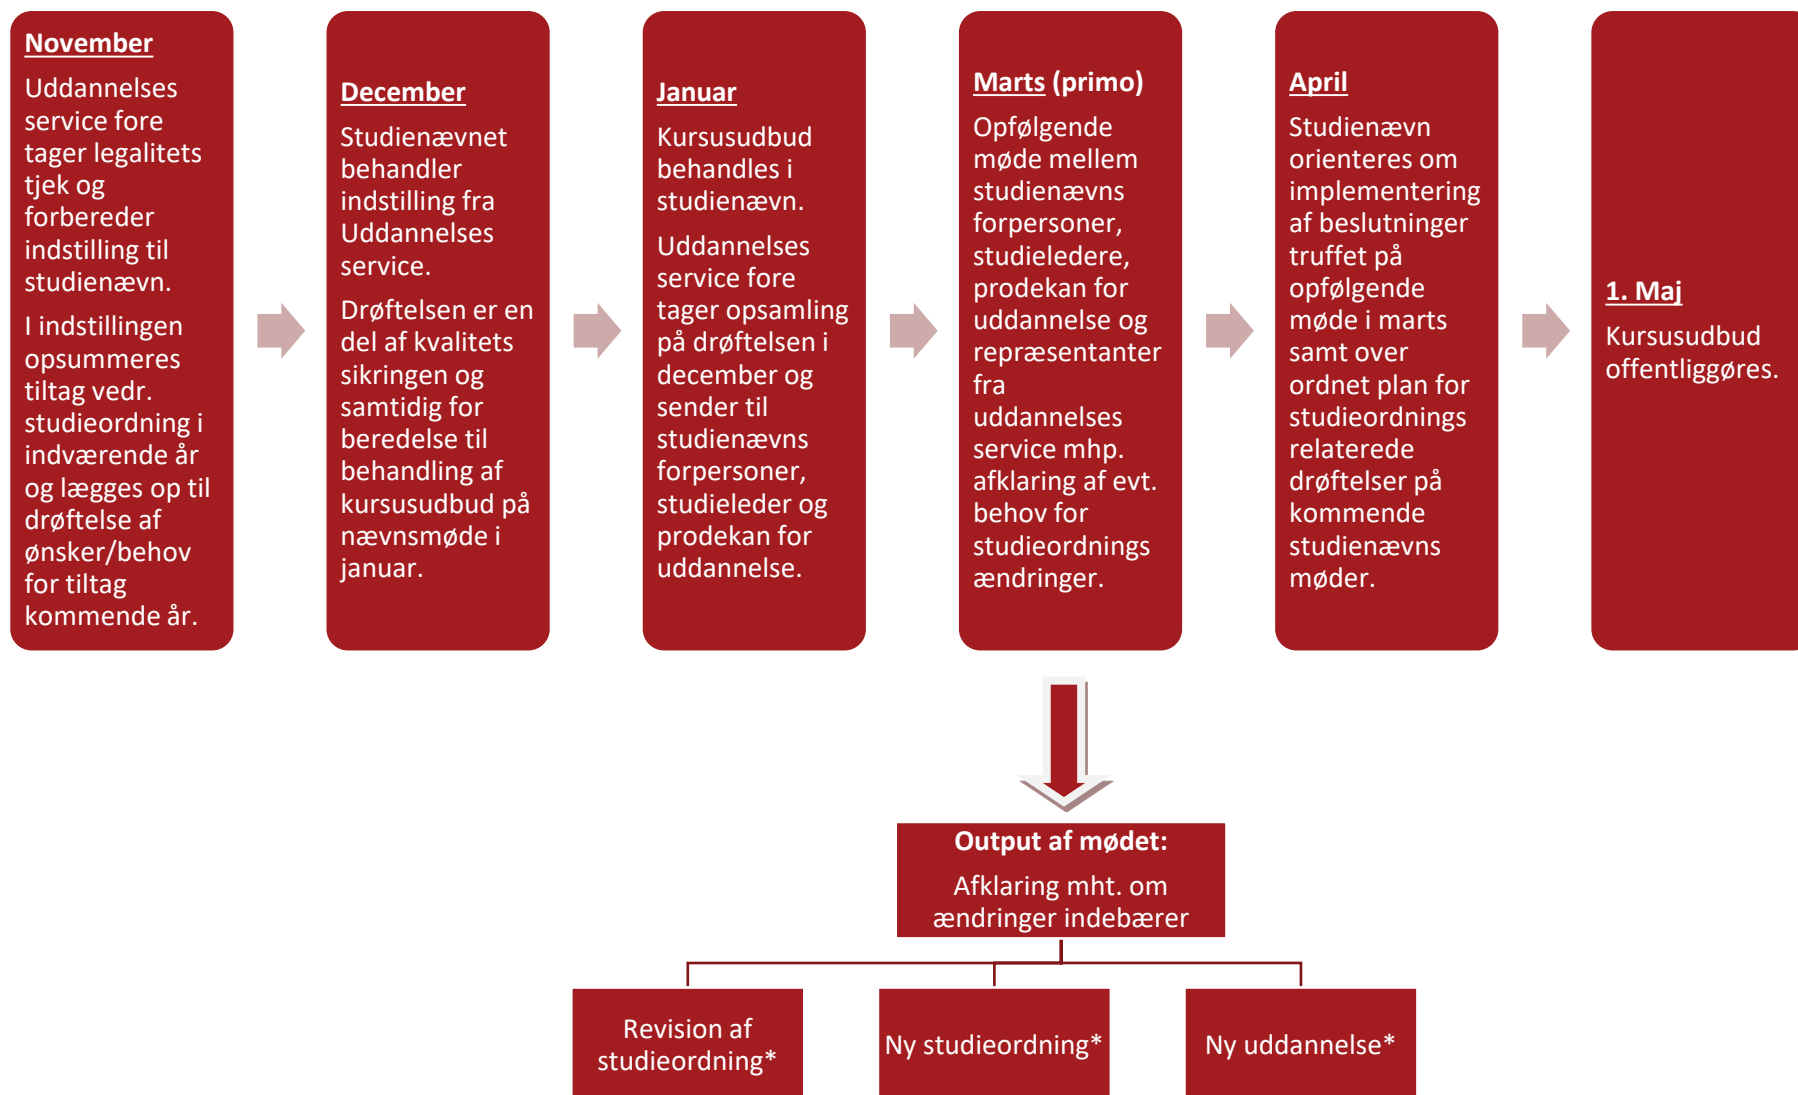 November
Uddannelses
service fore
tager legalitets
tjek og
forbereder
indstilling til
studienævn.
I indstillingen
opsummeres
tiltag vedr.
studieordning i
indværende år
og lægges op til
drøftelse af
ønsker/behov
for tiltag
kommende år.
December
Studienævnet
behandler
indstilling fra
Uddannelses
service.
Drøftelsen er en
del af kvalitets
sikringen og
samtidig for
beredelse til
behandling af
kursusudbud på
nævnsmøde i
januar.
Januar
Kursusudbud
behandles i
studienævn.
Uddannelses
service fore
tager opsamling
på drøftelsen i
december og
sender til
studienævns
forpersoner,
studieleder og
prodekan for
uddannelse.
Marts (primo)
Opfølgende
møde mellem
studienævns
forpersoner,
studieledere,
prodekan for
uddannelse og
repræsentanter
fra
uddannelses
service mhp.
afklaring af evt.
behov for
studieordnings
ændringer.
April
Studienævn
orienteres om
implementering
af beslutninger
truffet på
opfølgende
møde i marts
samt over
ordnet plan for
studieordnings
relaterede
drøftelser på
kommende
studienævns
møder.
1. Maj
Kursusudbud
offentliggøres.
Output af mødet:
Afklaring mht. om
ændringer indebærer
Revision af
studieordning*
Ny studieordning*
Ny uddannelse*